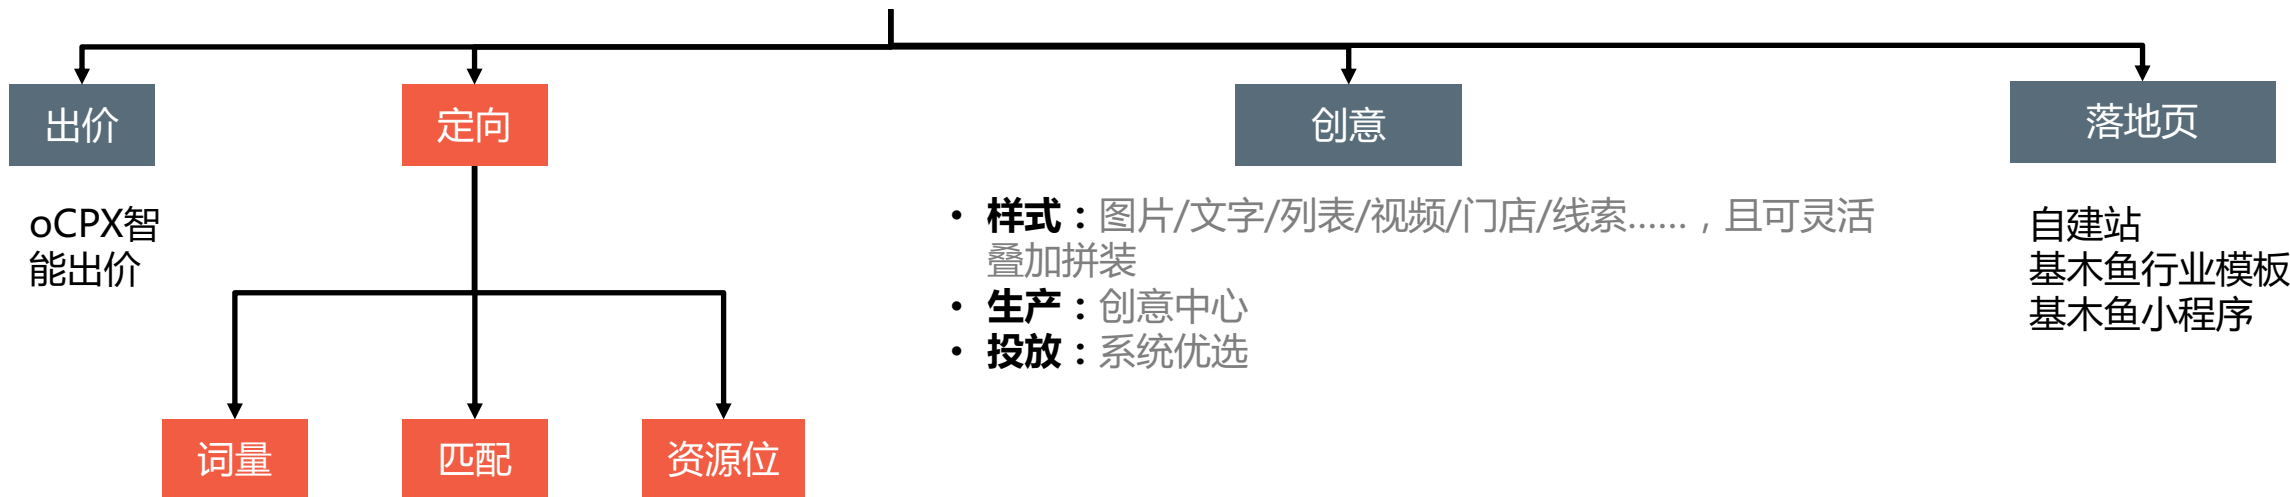 出价
定向
创意
落地页
oCPX智
能出价
• 样式：图片/文字/列表/视频/门店/线索……，且可灵活
叠加拼装
• 生产：创意中心
• 投放：系统优选
自建站
基木鱼行业模板
基木鱼小程序
词量
匹配
资源位